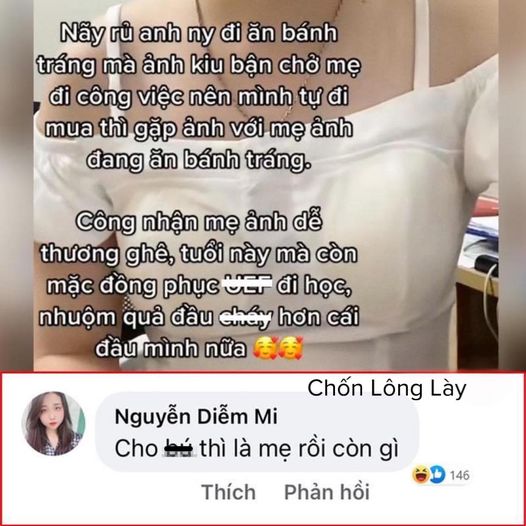 Nãy rủ anh ny đi ăn bánh
tráng mà ảnh kiu bận chở mẹ
đi công việc nên mình tự đi
mua thì gặp ảnh với mẹ ảnh
đang ăn bánh tráng.
Công nhận mẹ ảnh dễ
thương ghê, tuổi này mà còn
mặc đồng phục UEF đi học,
nhuộm quả đầu cháy hơn cái
đầu mình nữa 🥰🥰
Chốn Lông Lày
Nguyễn Diễm Mi
Cho bú thì là mẹ rồi còn gì
146
Thích Phản hồi